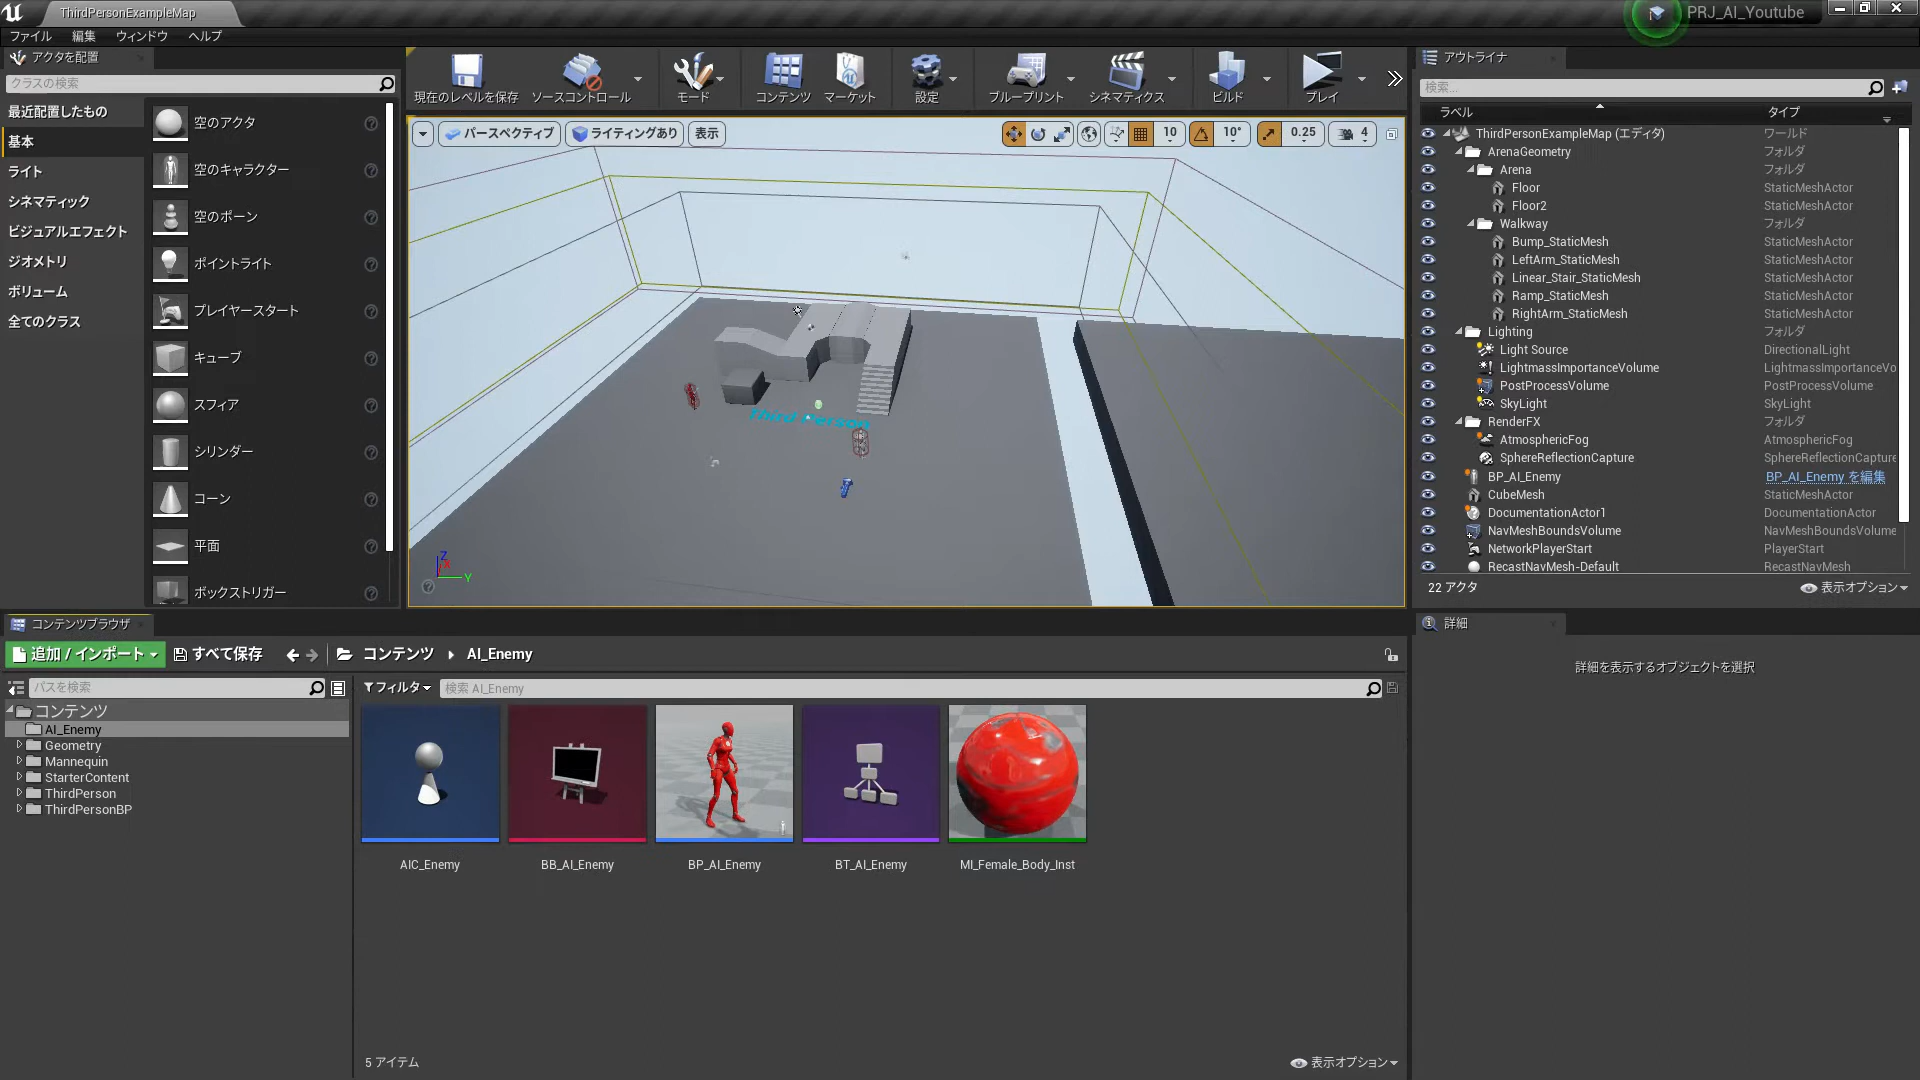 ThirdPersonExampleMap
PRJ_AI_Youtube
ファイル 編集 ウィンドウ ヘルプ
アクタを配置
クラスの検索
最近配置したもの
基本
ライト
シネマティック
ビジュアルエフェクト
ジオメトリ
ボリューム
全てのクラス
空のアクタ
空のキャラクター
空のポーン
ポイントライト
プレイヤースタート
キューブ
スフィア
シリンダー
コーン
平面
ボックストリガー
現在のレベルを保存 ソースコントロール モード コンテンツ マーケット 設定 ブループリント シネマティクス ビルド プレイ
パースペクティブ ライティングあり 表示 10 10° 0.25 4
Third Person
Z
X
Y
アウトライナ
検索...
ラベル タイプ
ThirdPersonExampleMap (エディタ) ワールド
ArenaGeometry フォルダ
Arena フォルダ
Floor StaticMeshActor
Floor2 StaticMeshActor
Walkway フォルダ
Bump_StaticMesh StaticMeshActor
LeftArm_StaticMesh StaticMeshActor
Linear_Stair_StaticMesh StaticMeshActor
Ramp_StaticMesh StaticMeshActor
RightArm_StaticMesh StaticMeshActor
Lighting フォルダ
Light Source DirectionalLight
LightmassImportanceVolume LightmassImportanceVo
PostProcessVolume PostProcessVolume
SkyLight SkyLight
RenderFX フォルダ
AtmosphericFog AtmosphericFog
SphereReflectionCapture SphereReflectionCapture
BP_AI_Enemy BP_AI_Enemy を編集
CubeMesh StaticMeshActor
DocumentationActor1 DocumentationActor
NavMeshBoundsVolume NavMeshBoundsVolume
NetworkPlayerStart PlayerStart
RecastNavMesh-Default RecastNavMesh
22 アクタ 表示オプション
詳細
詳細を表示するオブジェクトを選択
コンテンツブラウザ
追加 / インポート すべて保存 コンテンツ AI_Enemy
パスを検索
フィルタ 検索 AI_Enemy
コンテンツ
AI_Enemy
Geometry
Mannequin
StarterContent
ThirdPerson
ThirdPersonBP
AIC_Enemy BB_AI_Enemy BP_AI_Enemy BT_AI_Enemy MI_Female_Body_Inst
5 アイテム 表示オプション